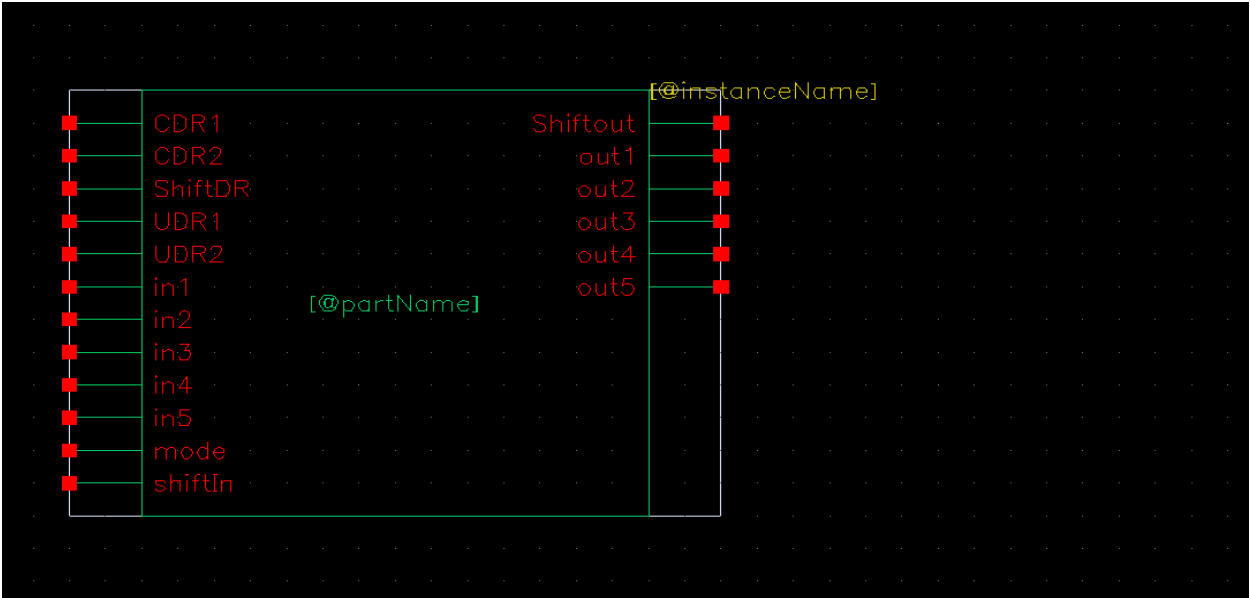 [@instanceName]
CDR1 Shiftout
CDR2 out1
ShiftDR out2
UDR1 out3
UDR2 out4
in1 out5
[@partName]
in2
in3
in4
in5
mode
shiftIn